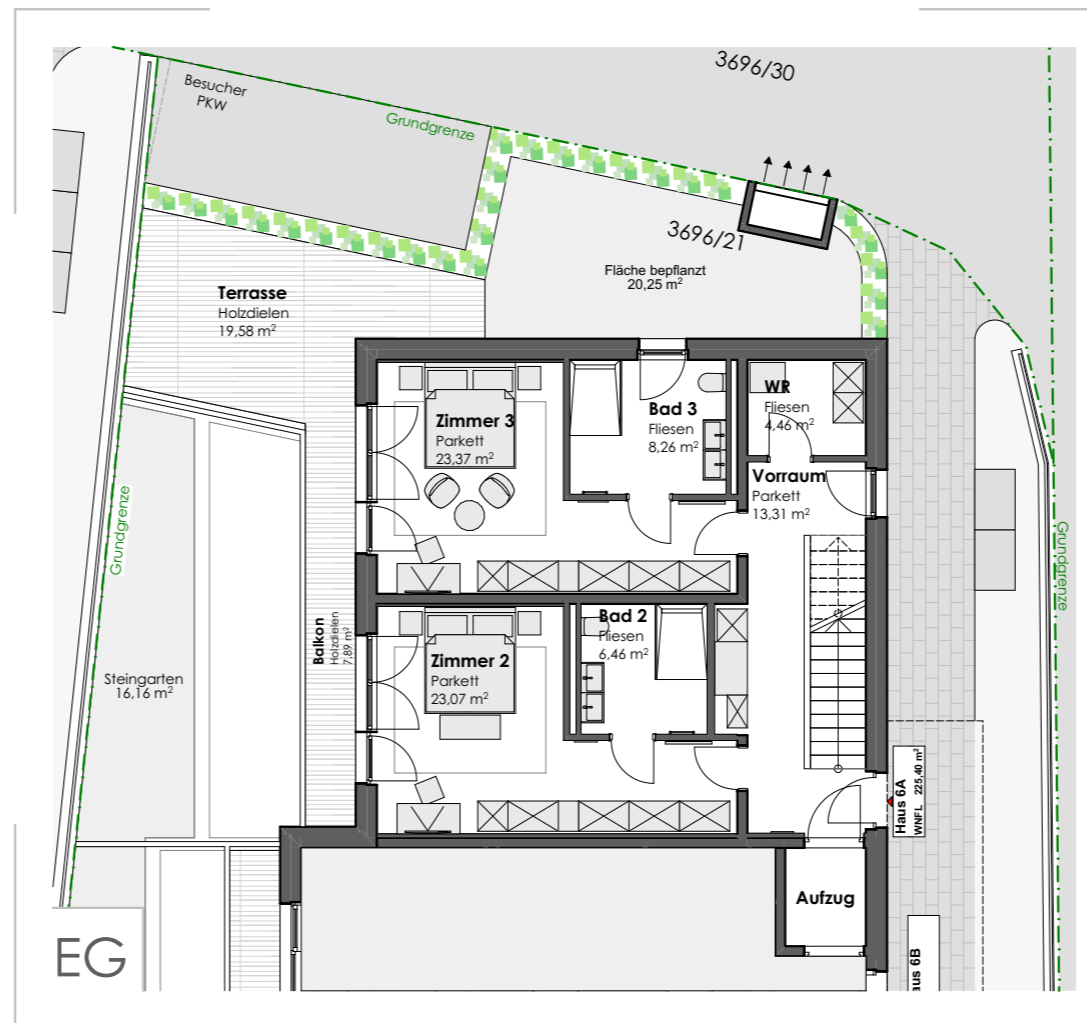 3696/30
Besucher
PKW
Grundgrenze
3696/21
Fläche bepflanzt
20,25 m²
Terrasse
Holzdielen
19,58 m²
Zimmer 3
Parkett
23,37 m²
Bad 3
Fliesen
8,26 m²
WR
Fliesen
4,46 m²
Vorraum
Parkett
13,31 m²
Grundgrenze
Grundgrenze
Balkon
Holzdielen
7,89 m²
Bad 2
Fliesen
6,46 m²
Zimmer 2
Parkett
23,07 m²
Steingarten
16,16 m²
Haus 6A
WNFL 225,40 m²
Aufzug
aus 6B
EG